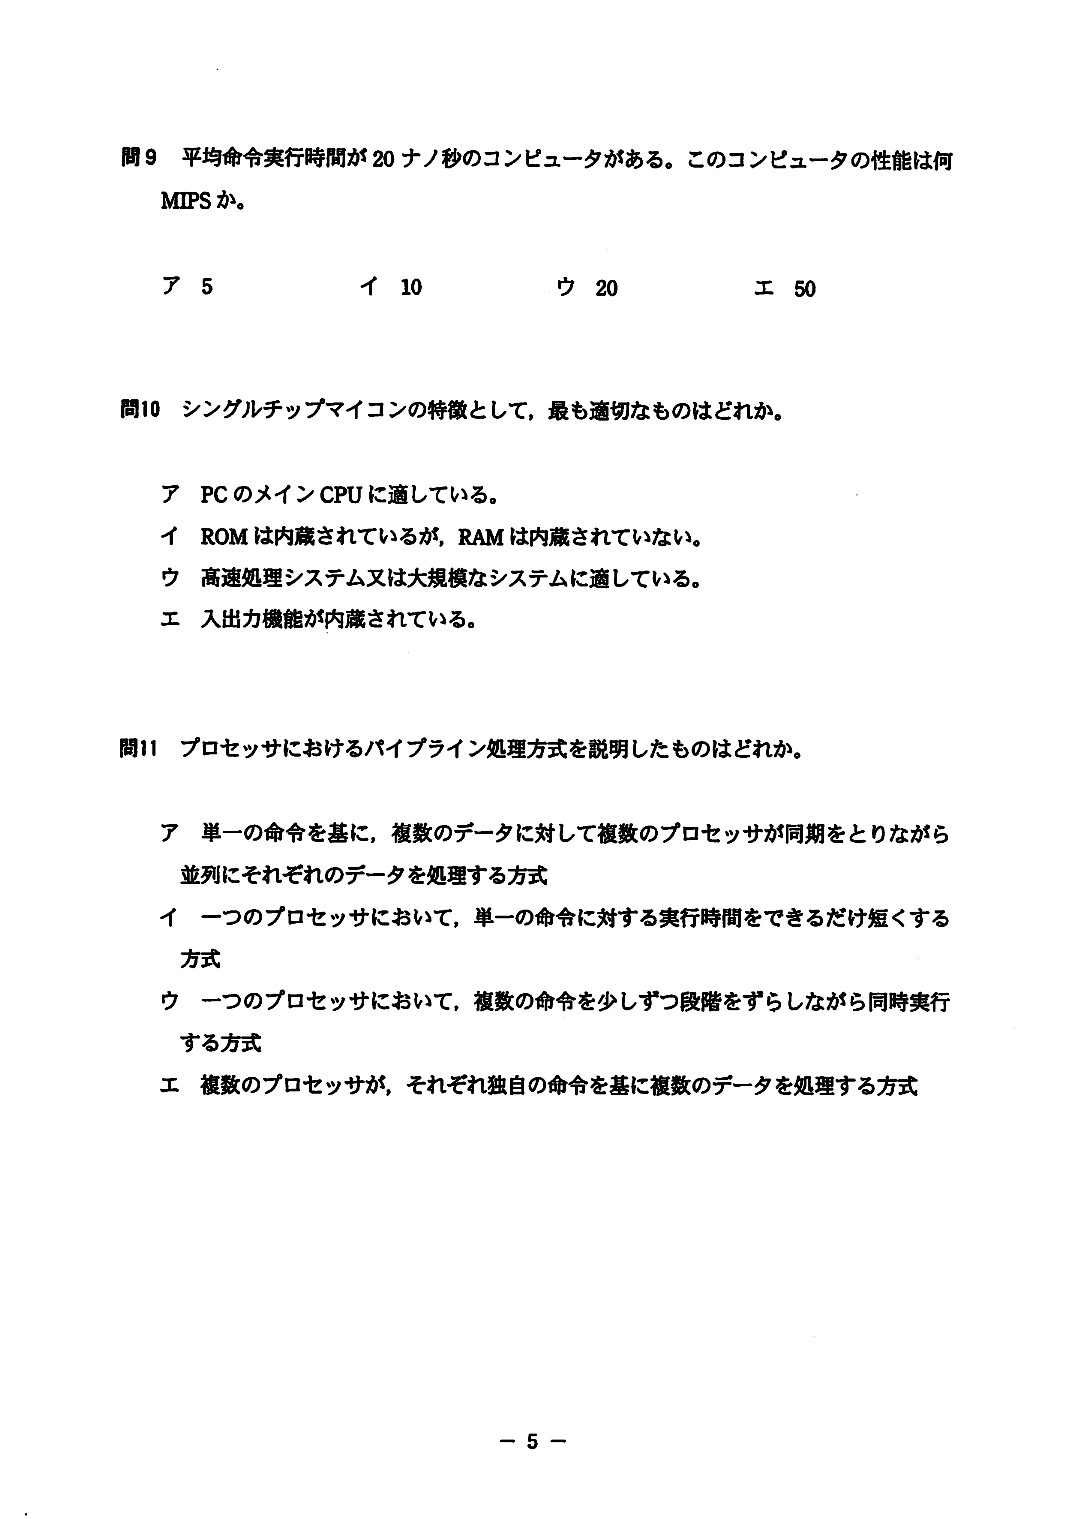 問9 平均命令実行時間が 20 ナノ秒のコンピュータがある。このコンピュータの性能は何
MIPS か。
ア 5 イ 10 ウ 20 エ 50
問10 シングルチップマイコンの特徴として，最も適切なものはどれか。
ア PC のメイン CPU に適している。
イ ROM は内蔵されているが，RAM は内蔵されていない。
ウ 高速処理システム又は大規模なシステムに適している。
エ 入出力機能が内蔵されている。
問11 プロセッサにおけるパイプライン処理方式を説明したものはどれか。
ア 単一の命令を基に，複数のデータに対して複数のプロセッサが同期をとりながら
並列にそれぞれのデータを処理する方式
イ 一つのプロセッサにおいて，単一の命令に対する実行時間をできるだけ短くする
方式
ウ 一つのプロセッサにおいて，複数の命令を少しずつ段階をずらしながら同時実行
する方式
エ 複数のプロセッサが，それぞれ独自の命令を基に複数のデータを処理する方式
－ 5 －